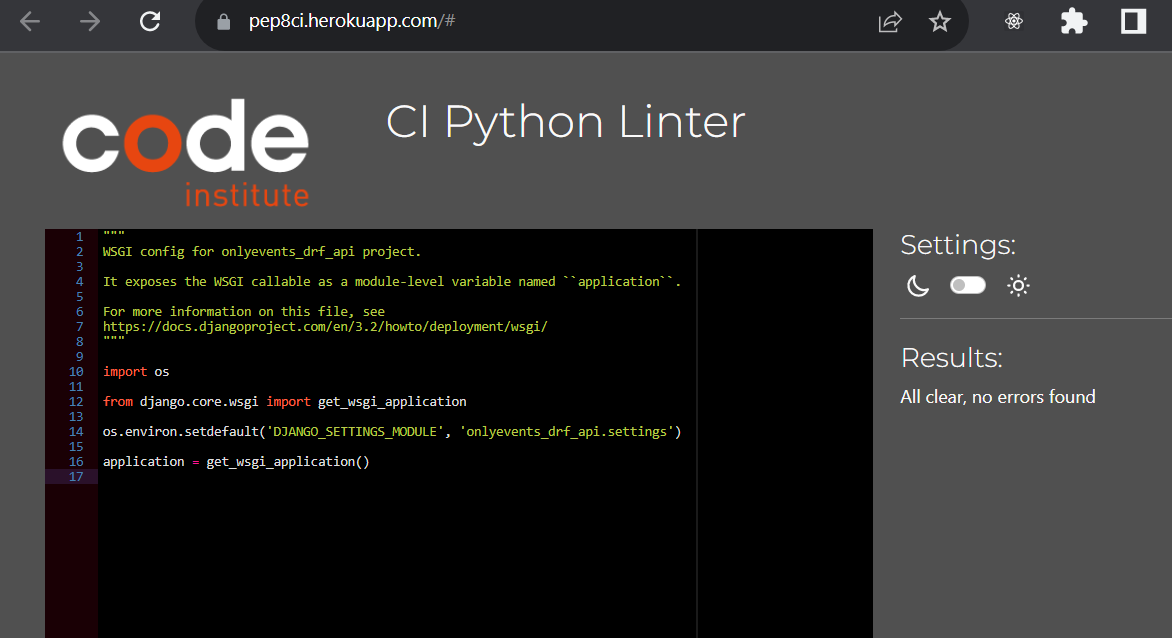 pep8ci.herokuapp.com/#
code
institute
CI Python Linter
1 """
2 WSGI config for onlyevents_drf_api project.
3
4 It exposes the WSGI callable as a module-level variable named ``application``.
5
6 For more information on this file, see
7 https://docs.djangoproject.com/en/3.2/howto/deployment/wsgi/
8 """
9
10 import os
11
12 from django.core.wsgi import get_wsgi_application
13
14 os.environ.setdefault('DJANGO_SETTINGS_MODULE', 'onlyevents_drf_api.settings')
15
16 application = get_wsgi_application()
17
Settings:
Results:
All clear, no errors found